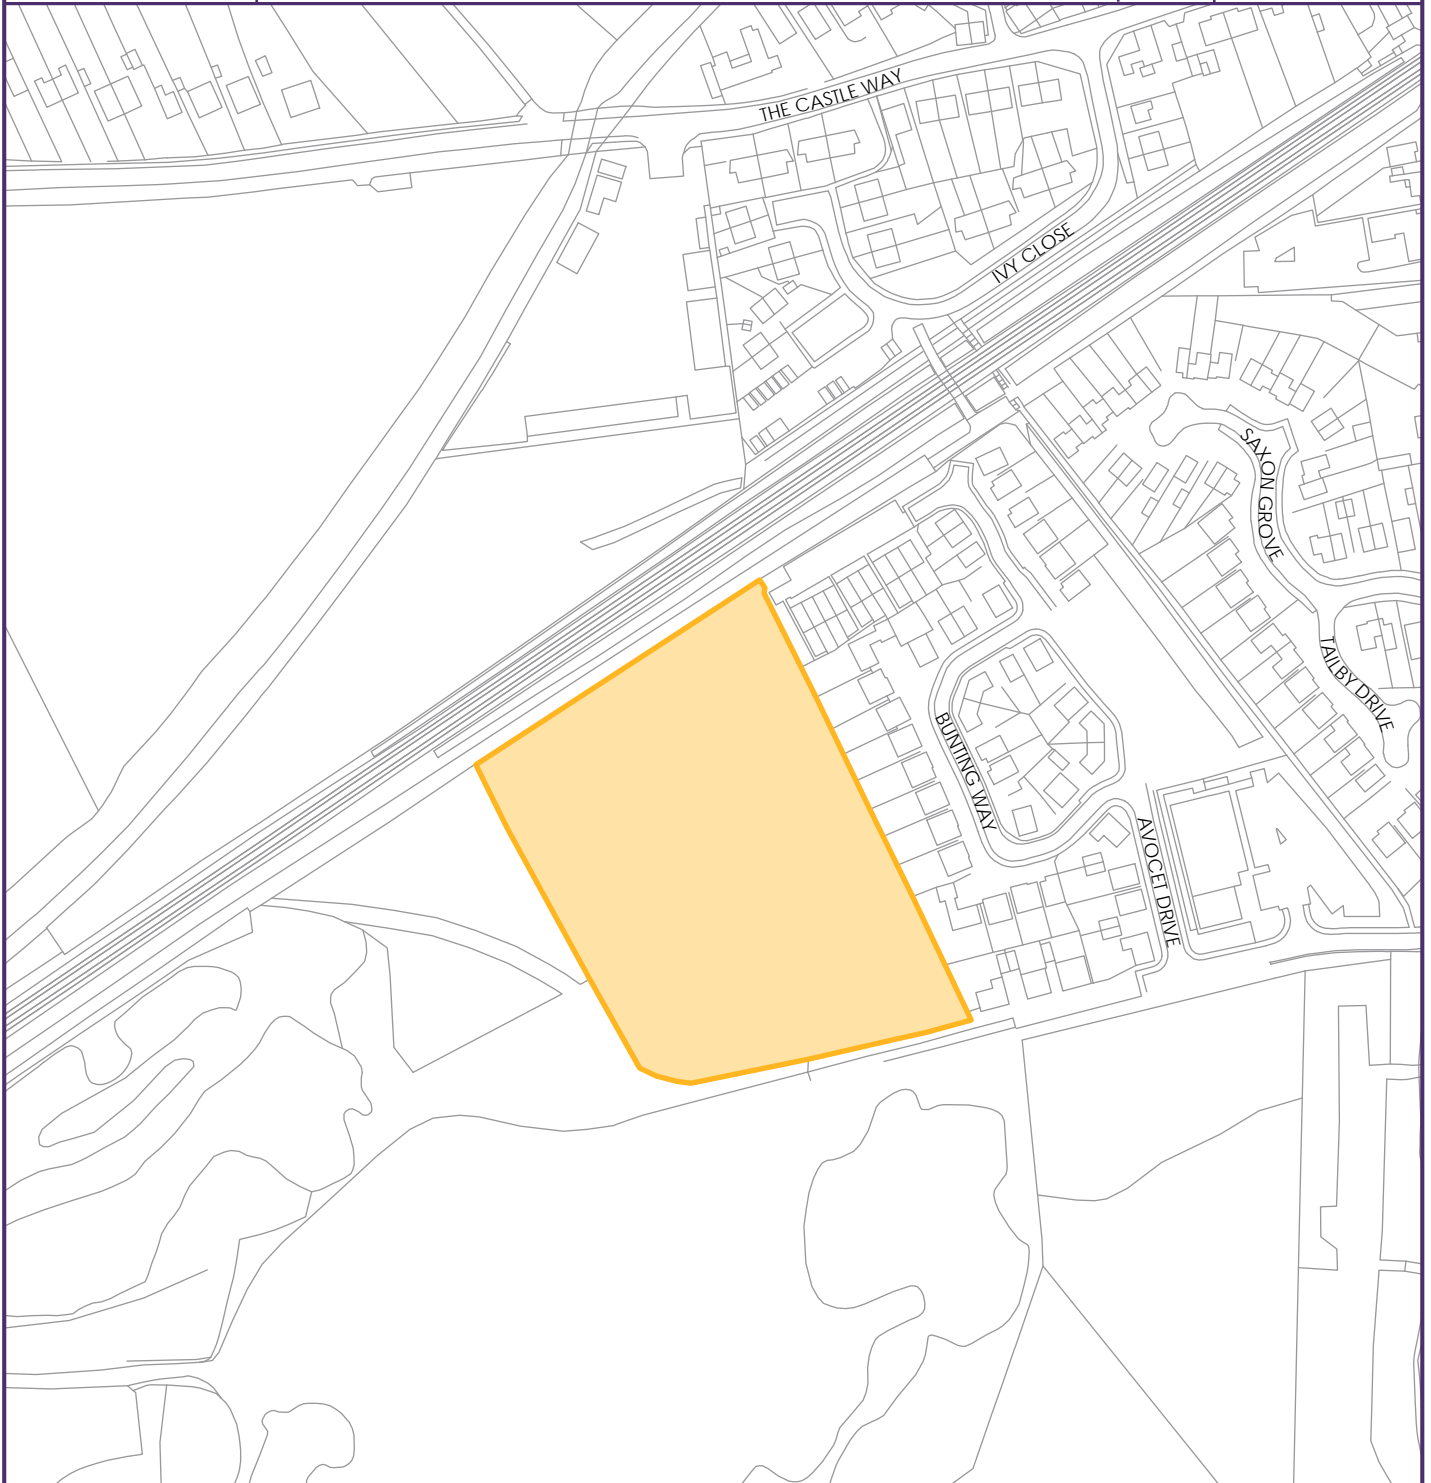 THE CASTLE WAY
IVY CLOSE
SAXON GROVE
TAILBY DRIVE
BUNTING WAY
AVOCET DRIVE